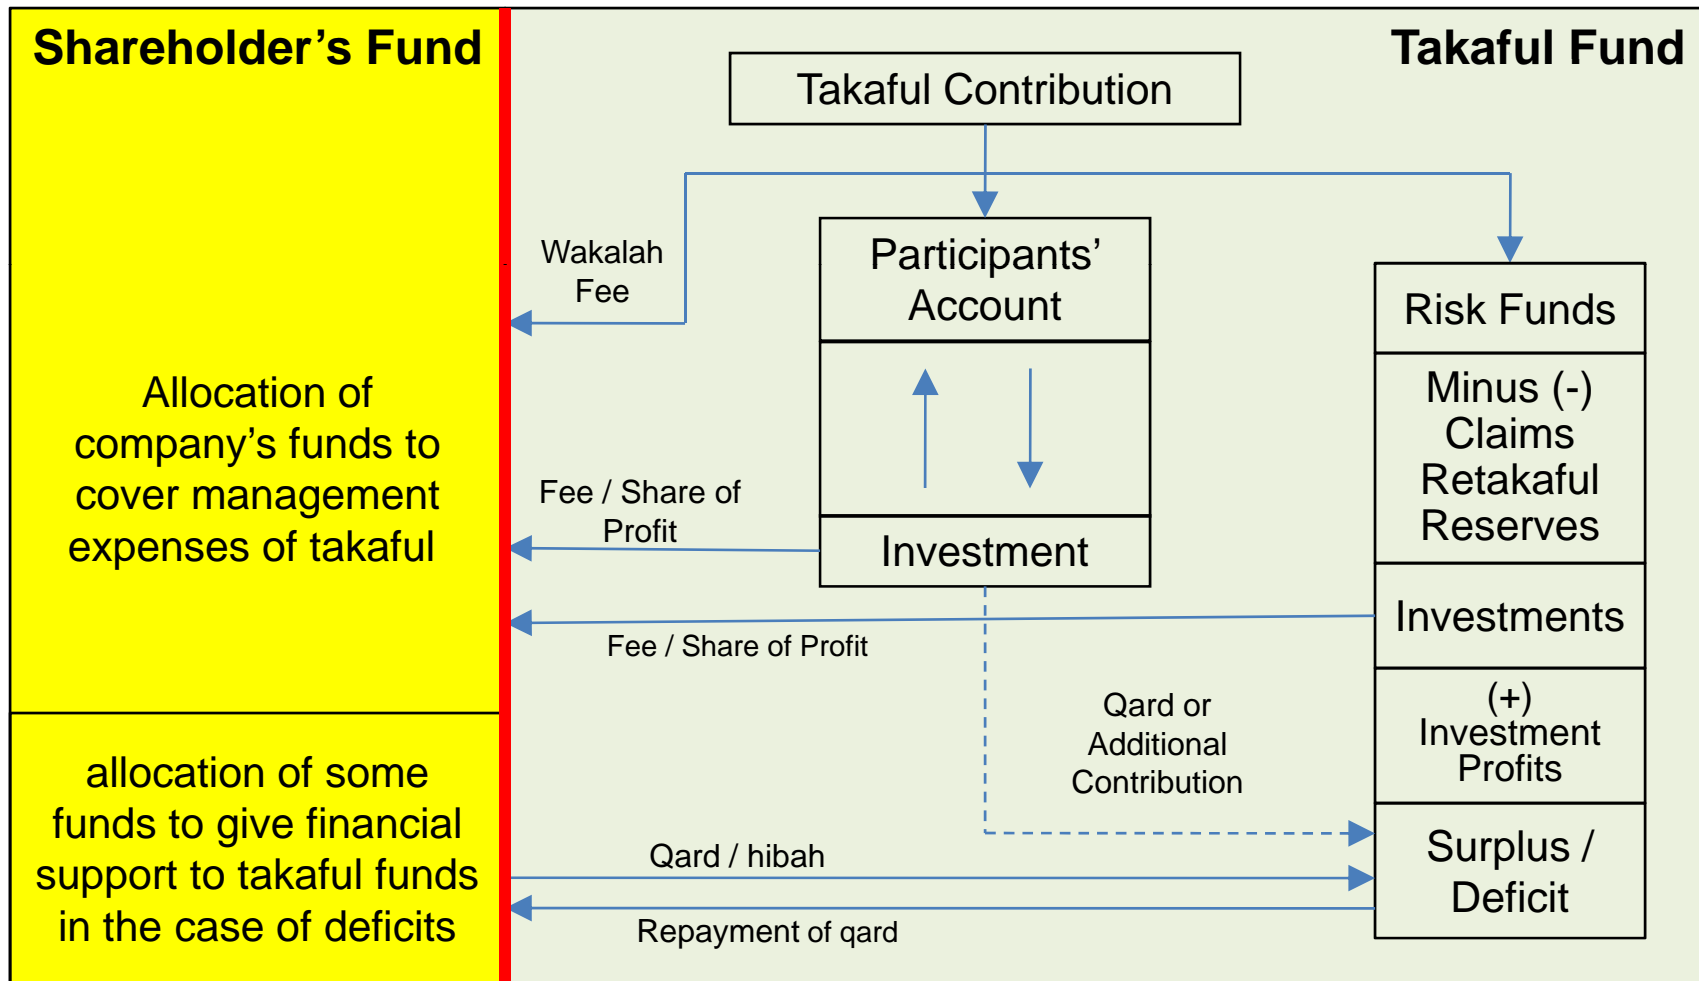 Shareholder’s Fund
Takaful Fund
Takaful Contribution
Wakalah
Fee
Participants’
Account
Risk Funds
Allocation of
company’s funds to
cover management
expenses of takaful
Minus (-)
Claims
Retakaful
Reserves
Fee / Share of
Profit
Investment
Investments
Fee / Share of Profit
(+)
Investment
Profits
Qard or
Additional
Contribution
allocation of some
funds to give financial
support to takaful funds
in the case of deficits
Qard / hibah
Surplus /
Deficit
Repayment of qard